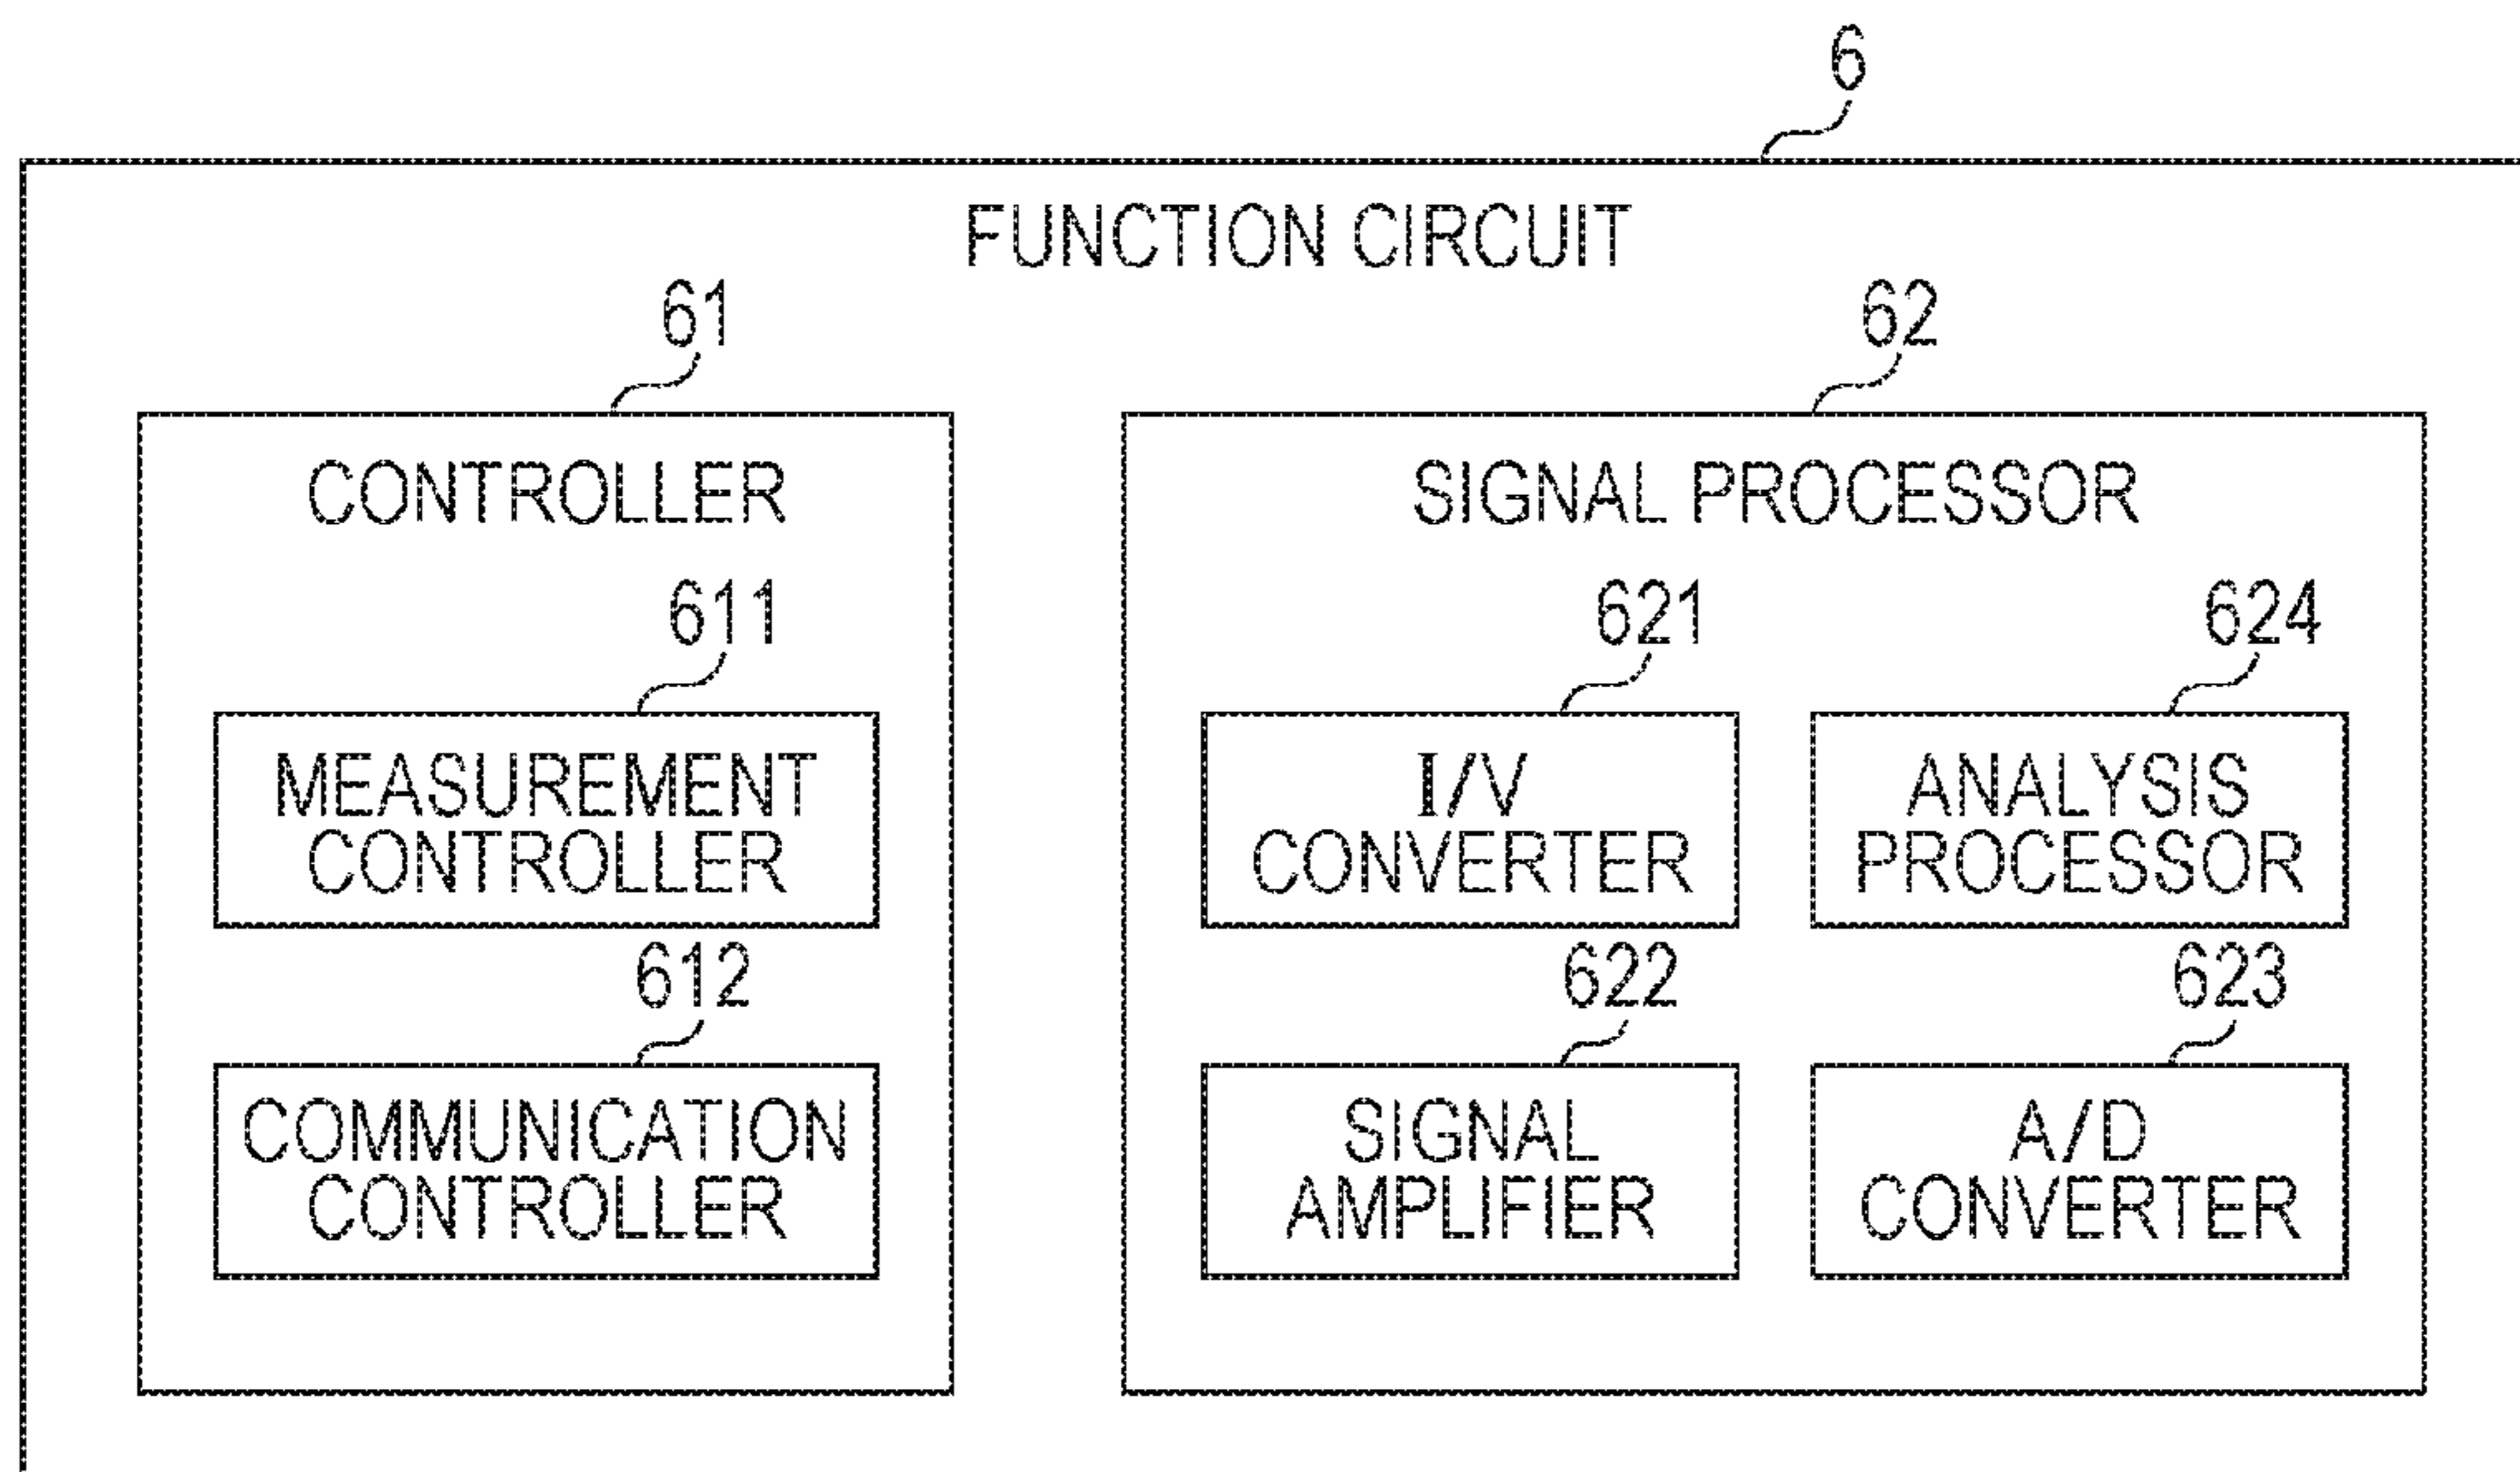 6
FUNCTION CIRCUIT
61
CONTROLLER
611
MEASUREMENT
CONTROLLER
612
COMMUNICATION
CONTROLLER
62
SIGNAL PROCESSOR
621
I/V
CONVERTER
624
ANALYSIS
PROCESSOR
622
SIGNAL
AMPLIFIER
623
A/D
CONVERTER